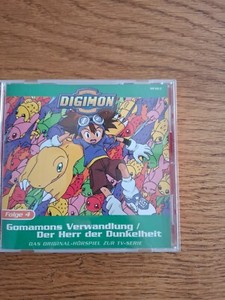 DIGIMON
Folge 4
Gomamons Verwandlung /
Der Herr der Dunkelheit
DAS ORIGINAL-HÖRSPIEL ZUR TV-SERIE